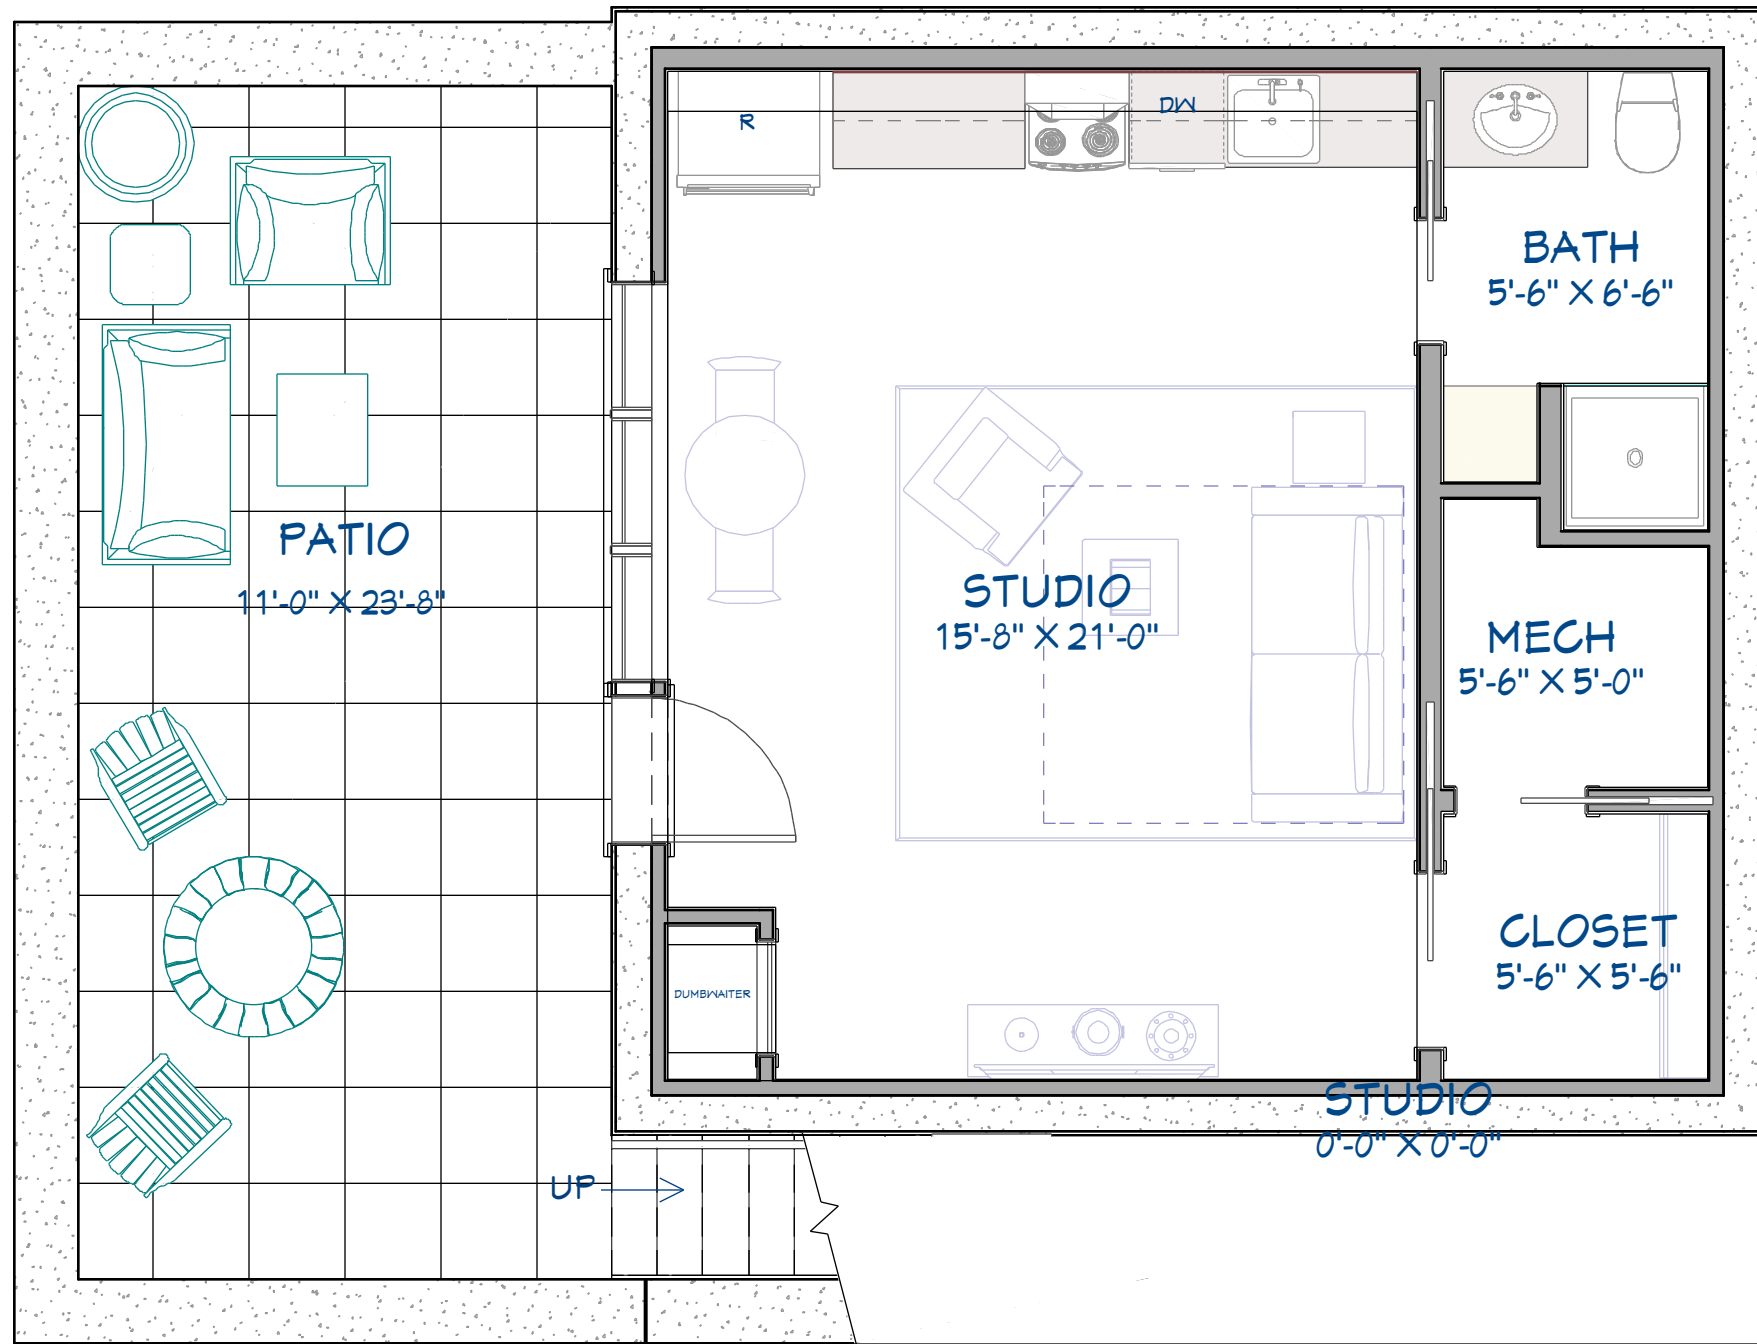 R
DW
BATH
5'-6" X 6'-6"
PATIO
11'-0" X 23'-8"
STUDIO
15'-8" X 21'-0"
MECH
5'-6" X 5'-0"
CLOSET
5'-6" X 5'-6"
DUMBWAITER
STUDIO
0'-0" X 0'-0"
UP